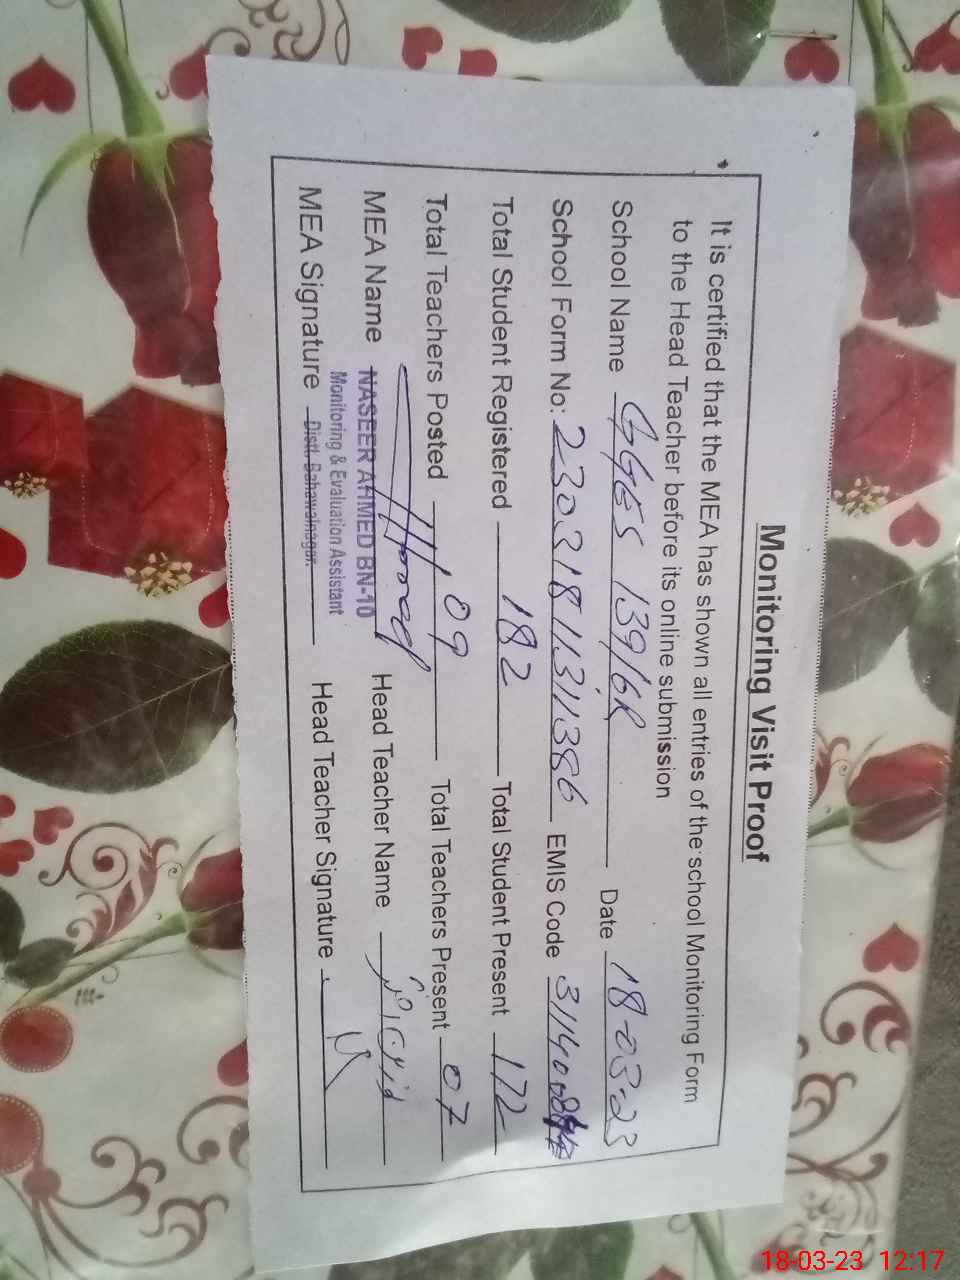 Monitoring Visit Proof
It is certified that the MEA has shown all entries of the school Monitoring Form
to the Head Teacher before its online submission
School Name GGES 139/6R Date 18-03-23
School Form No: 2303181131386 EMIS Code
Total Student Registered 182 Total Student Present 172
Total Teachers Posted 09 Total Teachers Present 07
MEA Name NASEER AHMED BN-10 Head Teacher Name
Monitoring & Evaluation Assistant
MEA Signature Distt. Bahawalnagar. Head Teacher Signature
18-03-23 12:17